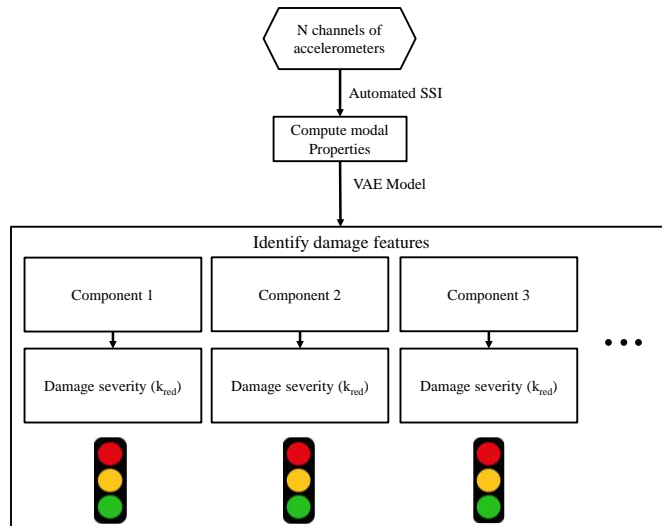 N channels of
accelerometers
Automated SSI
Compute modal
Properties
VAE Model
Identify damage features
Component 1
Component 2
Component 3
Damage severity (kred)
Damage severity (kred)
Damage severity (kred)